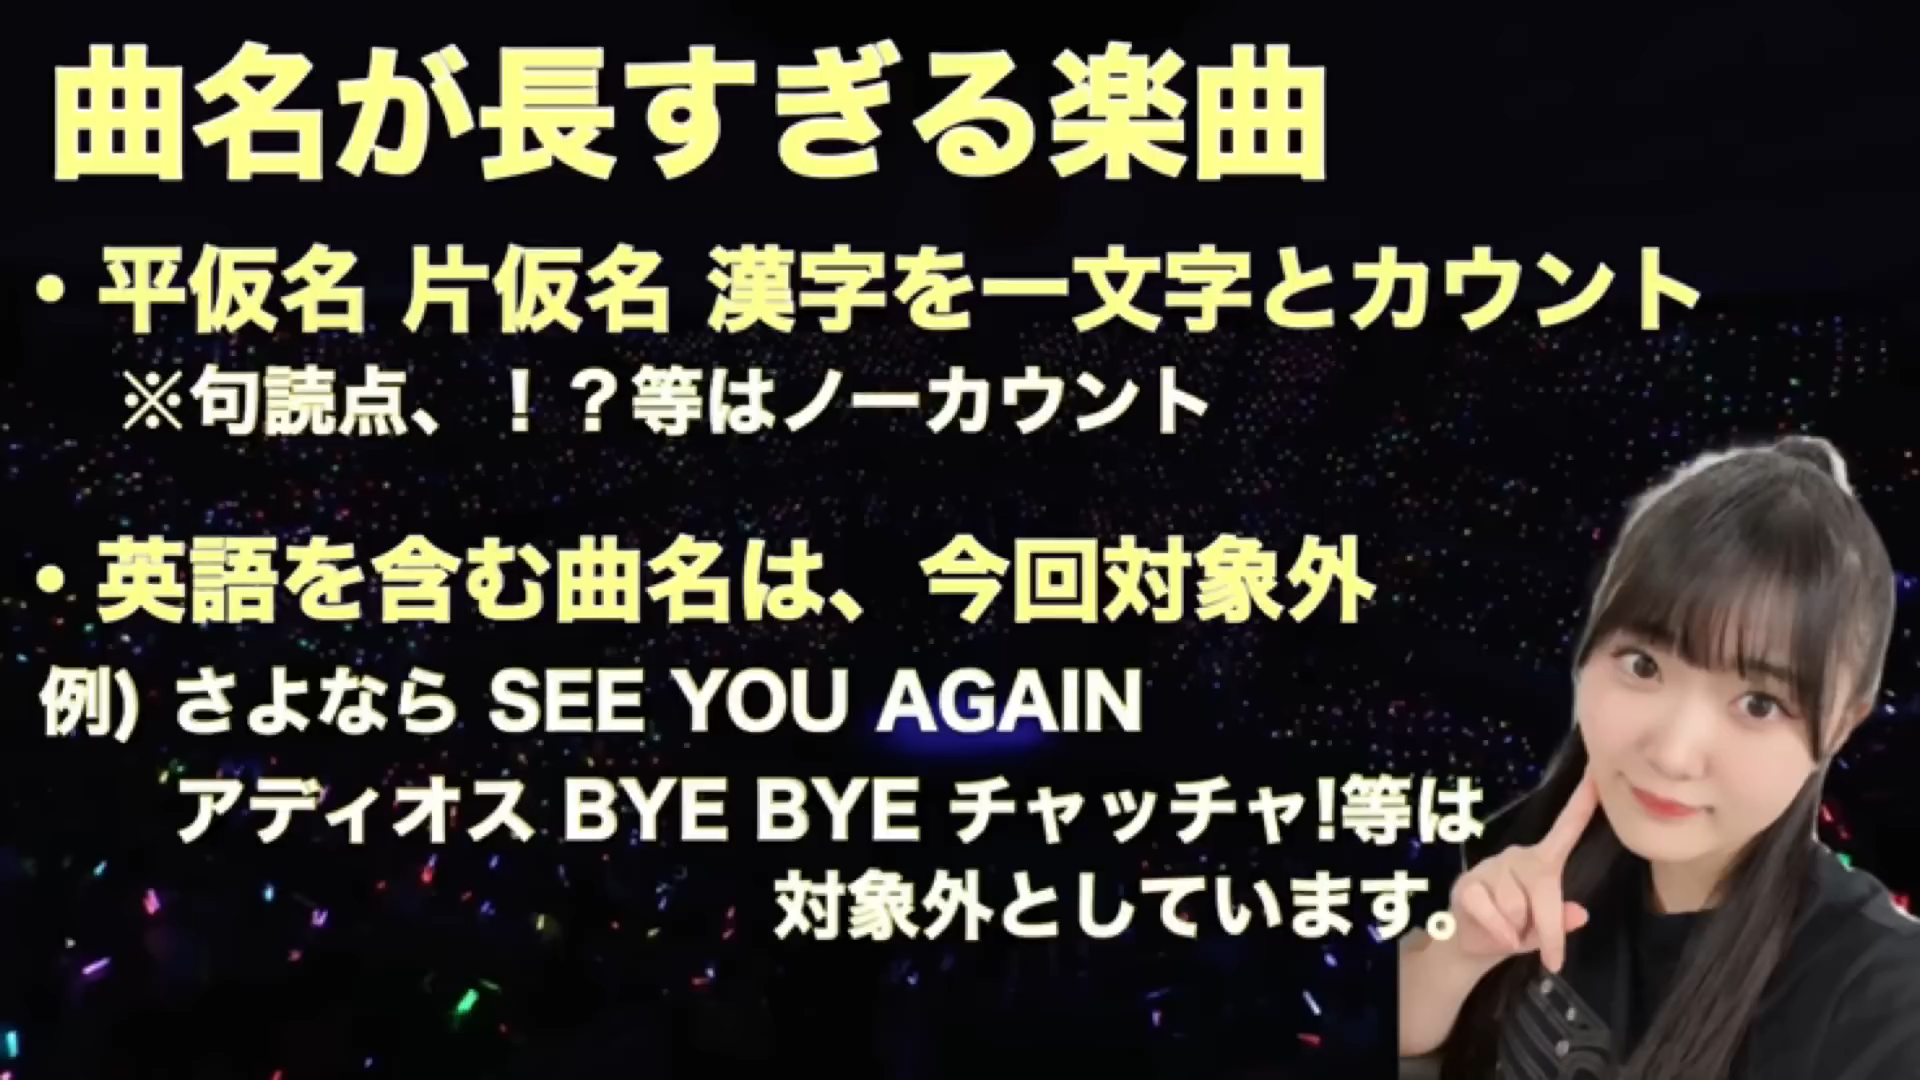 曲名が長すぎる楽曲
・平仮名 片仮名 漢字を一文字とカウント
※句読点、！？等はノーカウント
・英語を含む曲名は、今回対象外
例) さよなら SEE YOU AGAIN
アディオス BYE BYE チャッチャ!等は
対象外としています。